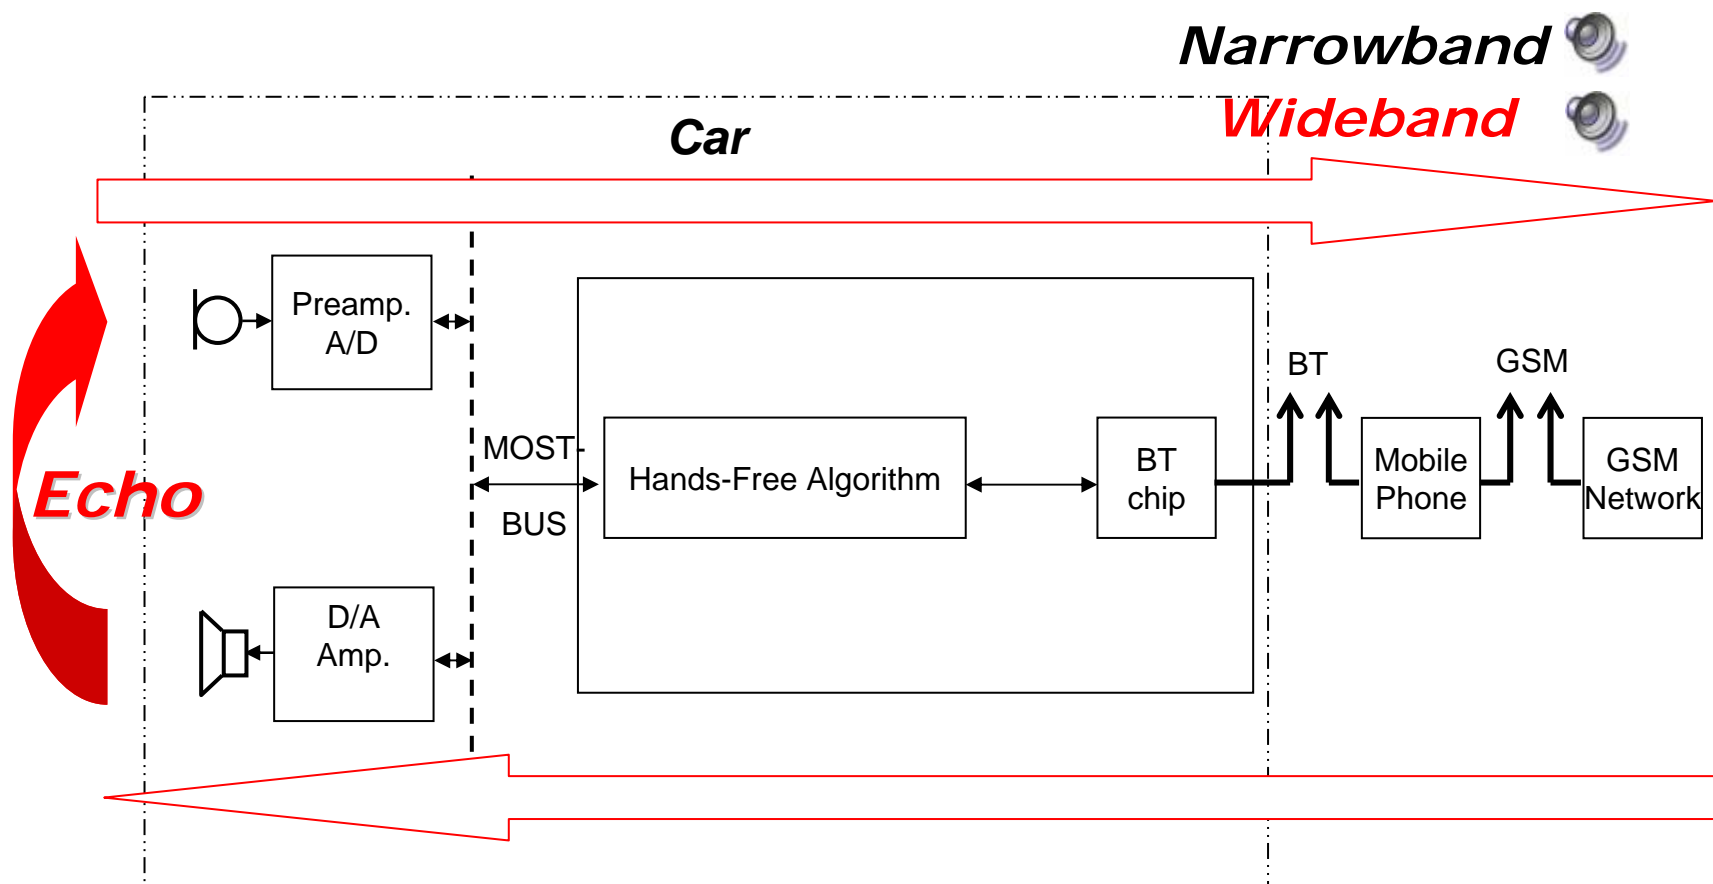 Narrowband
Wideband
Car
Preamp.
A/D
BT
GSM
MOST-
BUS
Hands-Free Algorithm
BT
chip
Mobile
Phone
GSM
Network
Echo
D/A
Amp.